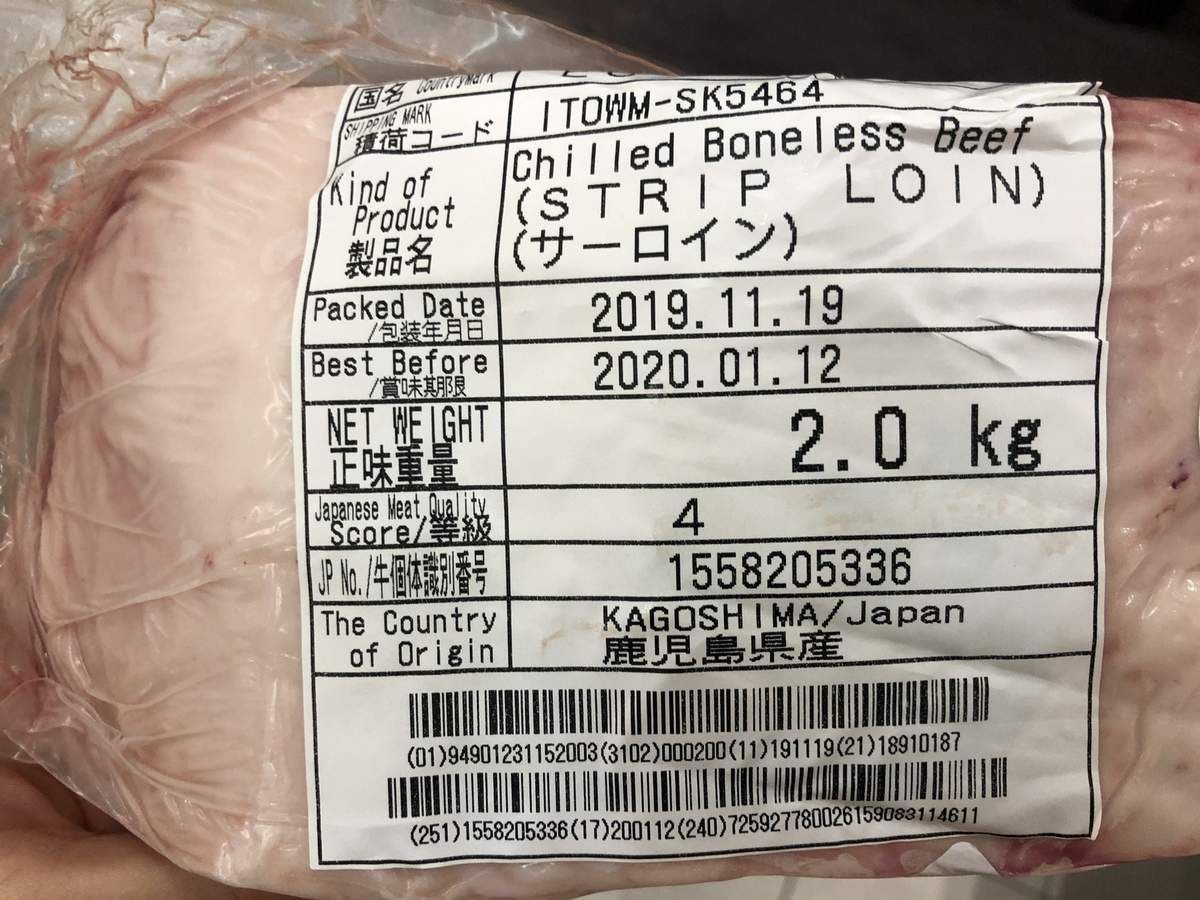 国名 CountryMark
SHIPPING MARK
積荷コード
ITOWM-SK5464
Kind of
Product
製品名
Chilled Boneless Beef
(STRIP LOIN)
(サーロイン)
Packed Date
/包装年月日
2019.11.19
Best Before
/賞味期限
2020.01.12
NET WEIGHT
正味重量
2.0 kg
Japanese Meat Quality
Score/等級
4
JP No./牛個体識別番号
1558205336
The Country
of Origin
KAGOSHIMA/Japan
鹿児島県産
(01)94901231152003(3102)000200(11)191119(21)18910187
(251)1558205336(17)200112(240)725927780026159083114611